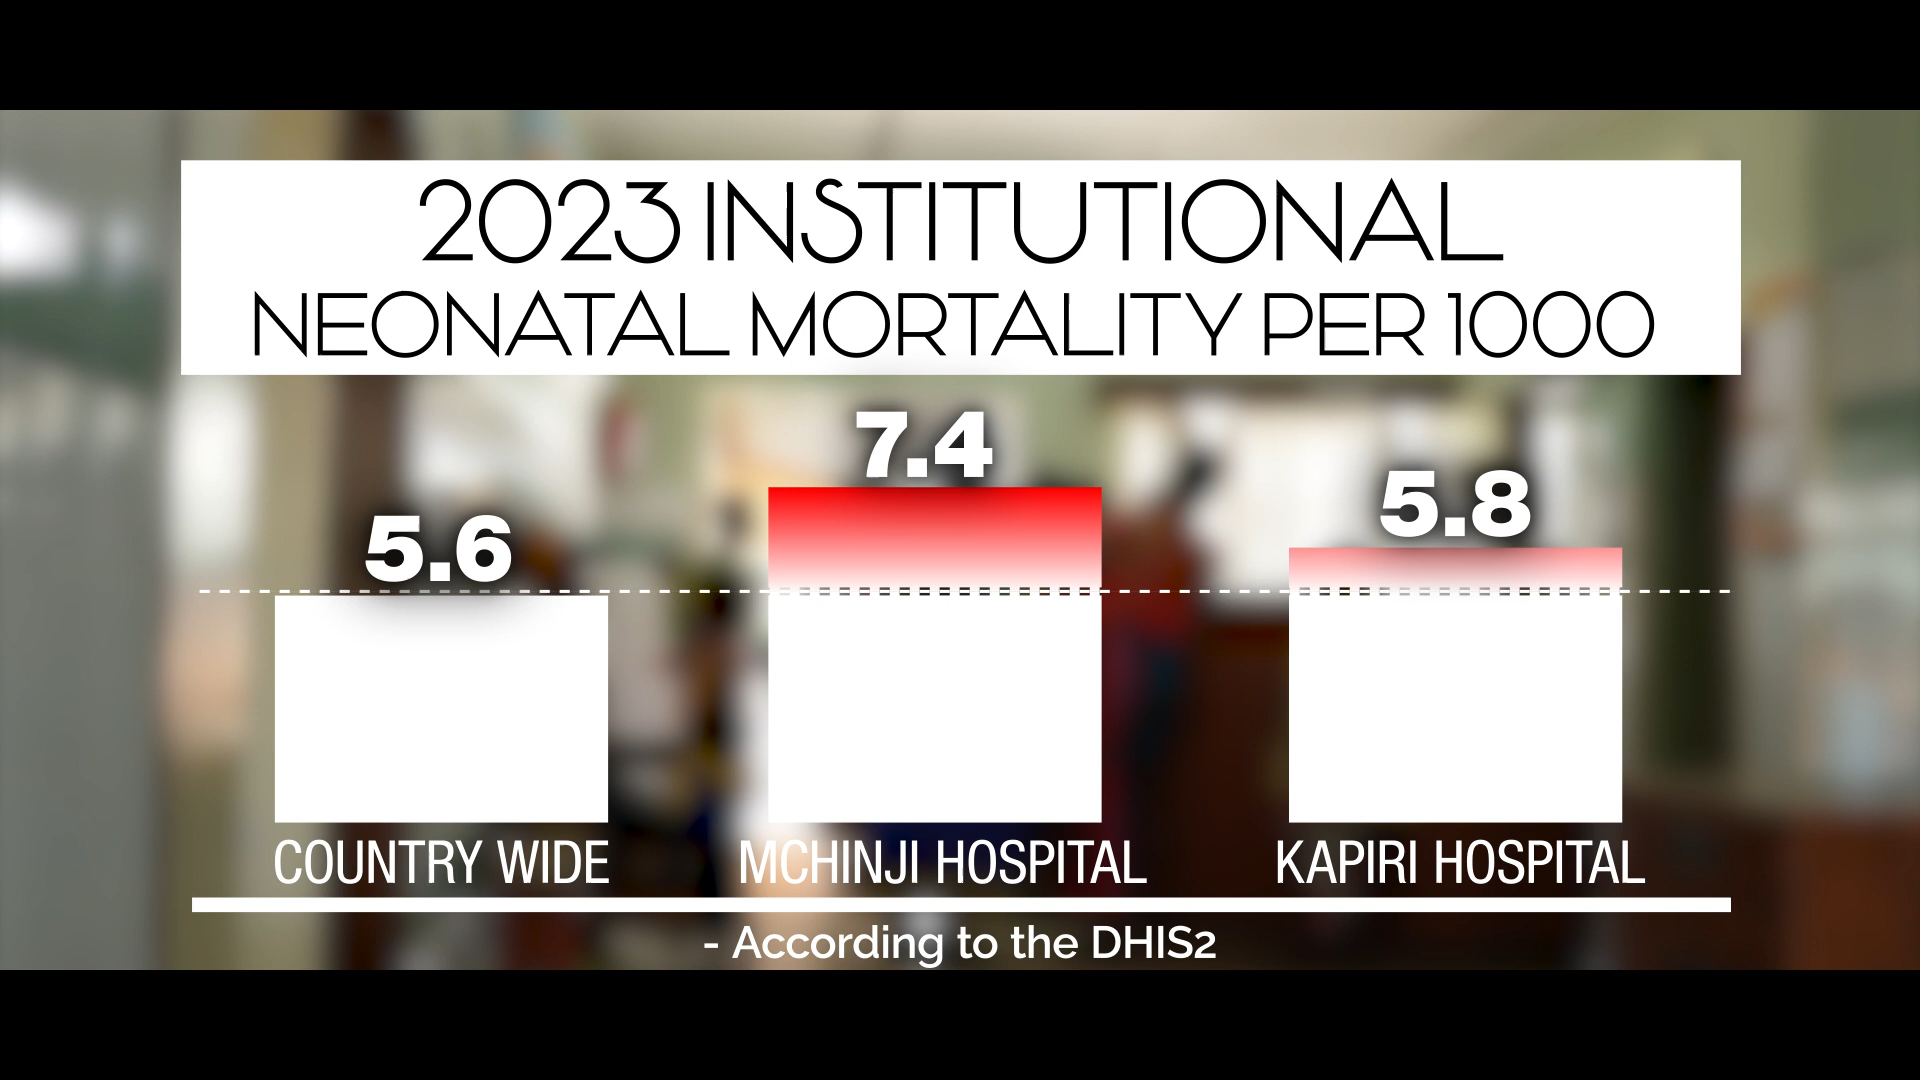 2023 INSTITUTIONAL
NEONATAL MORTALITY PER 1000
5.6
7.4
5.8
COUNTRY WIDE
MCHINJI HOSPITAL
KAPIRI HOSPITAL
- According to the DHIS2